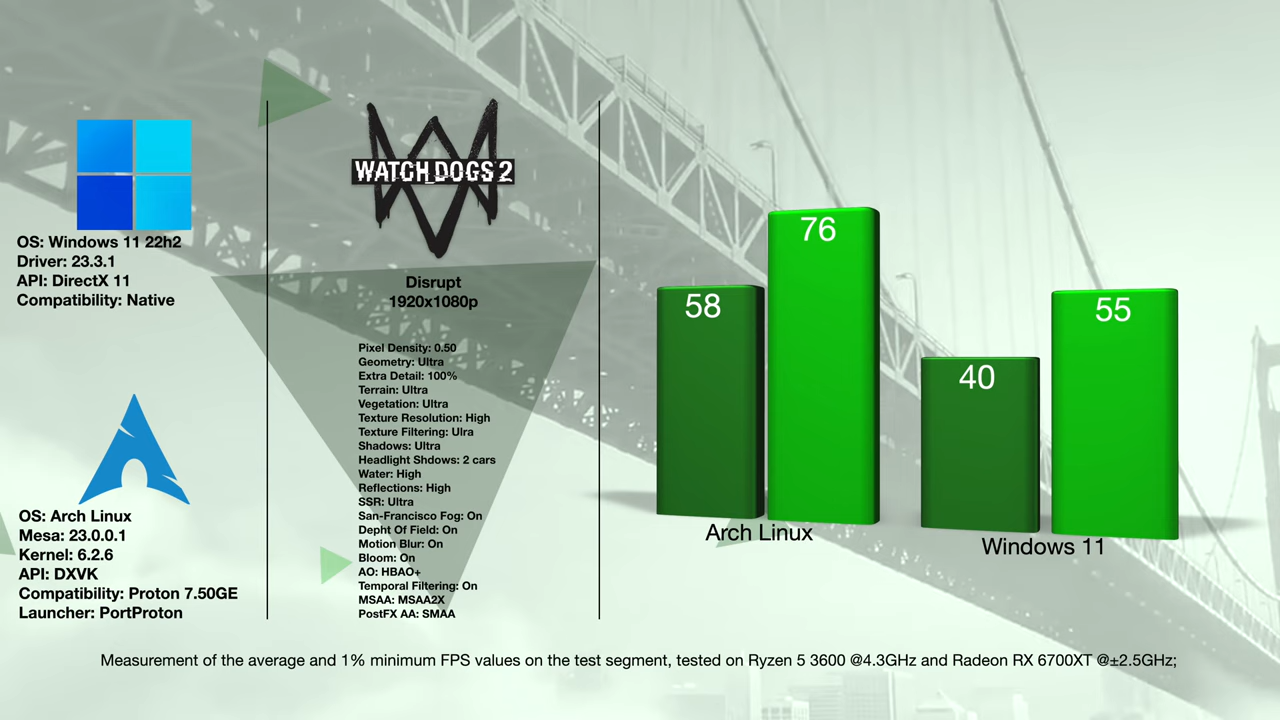 OS: Windows 11 22h2
Driver: 23.3.1
API: DirectX 11
Compatibility: Native
OS: Arch Linux
Mesa: 23.0.0.1
Kernel: 6.2.6
API: DXVK
Compatibility: Proton 7.50GE
Launcher: PortProton
WATCH_DOGS 2
Disrupt
1920x1080p
Pixel Density: 0.50
Geometry: Ultra
Extra Detail: 100%
Terrain: Ultra
Vegetation: Ultra
Texture Resolution: High
Texture Filtering: Ulra
Shadows: Ultra
Headlight Shdows: 2 cars
Water: High
Reflections: High
SSR: Ultra
San-Francisco Fog: On
Depht Of Field: On
Motion Blur: On
Bloom: On
AO: HBAO+
Temporal Filtering: On
MSAA: MSAA2X
PostFX AA: SMAA
58
76
Arch Linux
40
55
Windows 11
Measurement of the average and 1% minimum FPS values on the test segment, tested on Ryzen 5 3600 @4.3GHz and Radeon RX 6700XT @±2.5GHz;